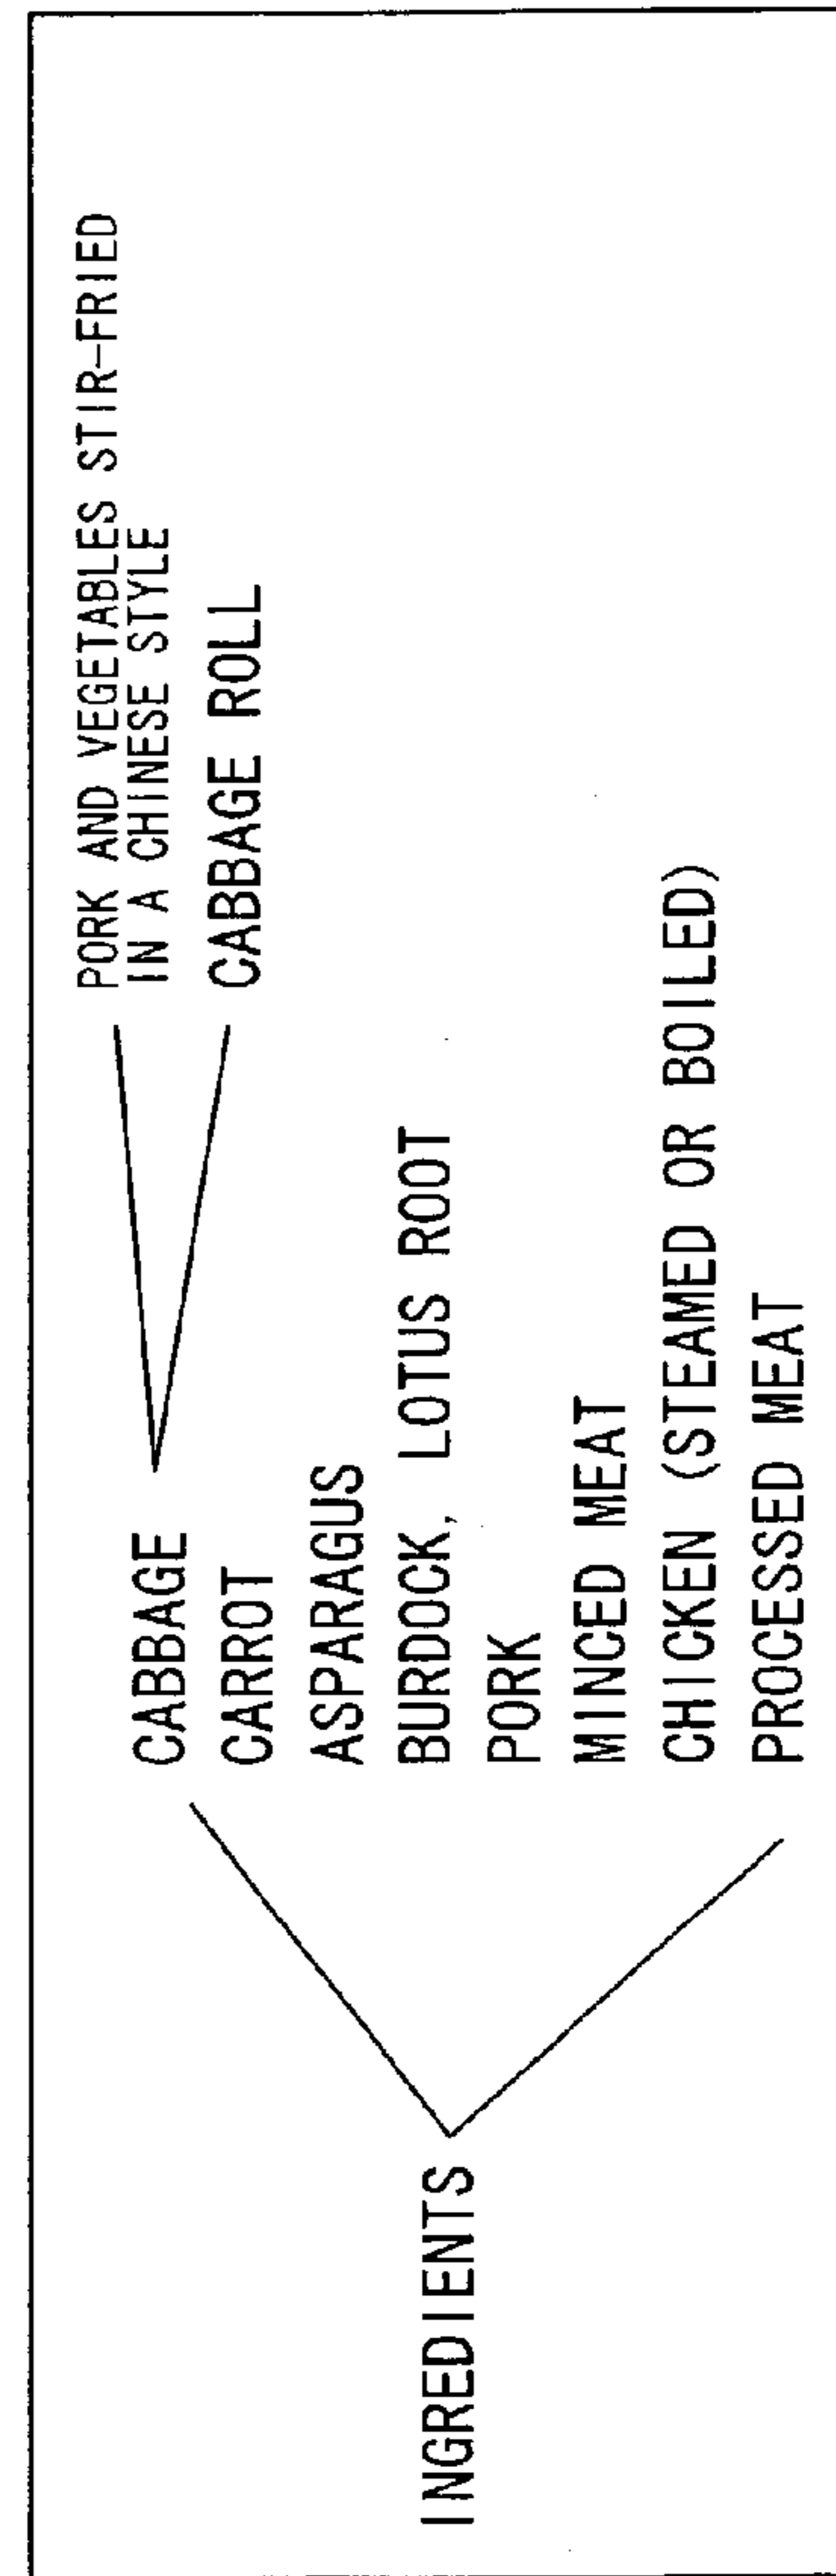 INGREDIENTS
CABBAGE
CARROT
ASPARAGUS
BURDOCK, LOTUS ROOT
PORK
MINCED MEAT
CHICKEN (STEAMED OR BOILED)
PROCESSED MEAT
PORK AND VEGETABLES STIR-FRIED
IN A CHINESE STYLE
CABBAGE ROLL